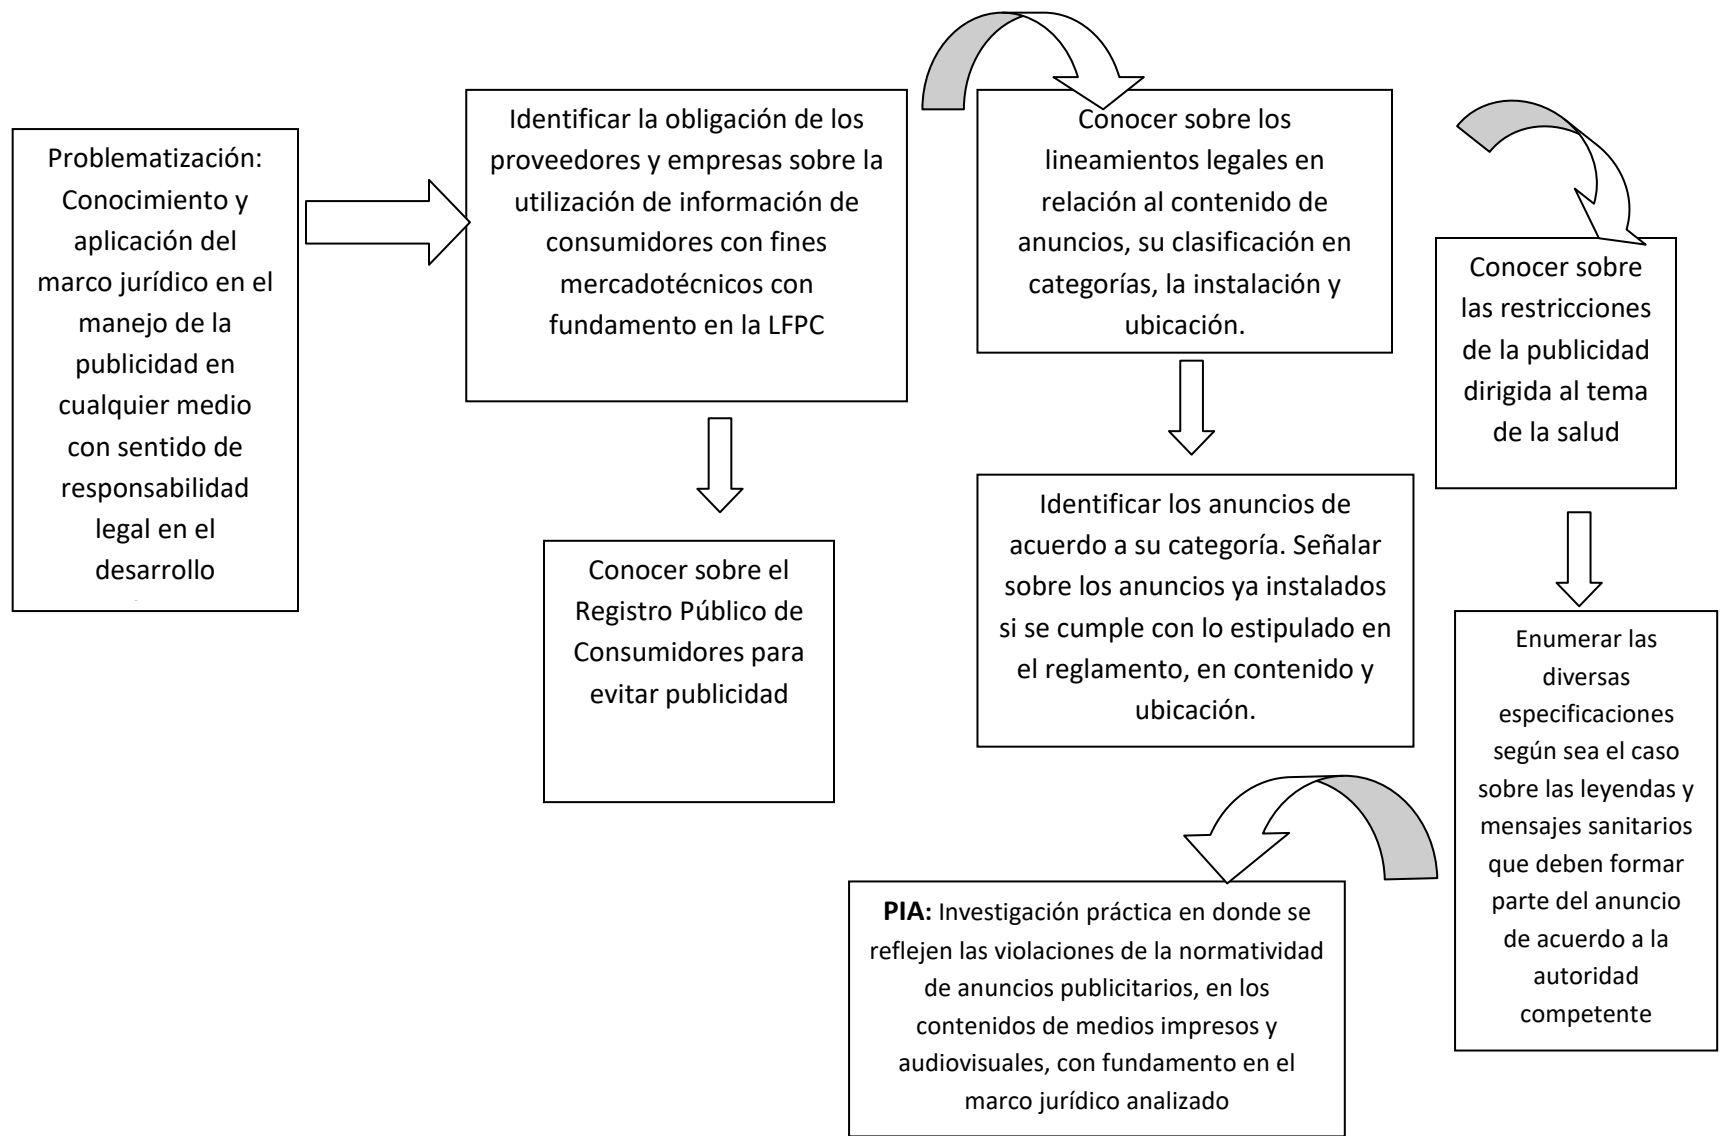 Problematización:
Conocimiento y
aplicación del
marco jurídico en el
manejo de la
publicidad en
cualquier medio
con sentido de
responsabilidad
legal en el
desarrollo
Identificar la obligación de los
proveedores y empresas sobre la
utilización de información de
consumidores con fines
mercadotécnicos con
fundamento en la LFPC
Conocer sobre el
Registro Público de
Consumidores para
evitar publicidad
Conocer sobre los
lineamientos legales en
relación al contenido de
anuncios, su clasificación en
categorías, la instalación y
ubicación.
Identificar los anuncios de
acuerdo a su categoría. Señalar
sobre los anuncios ya instalados
si se cumple con lo estipulado en
el reglamento, en contenido y
ubicación.
Conocer sobre
las restricciones
de la publicidad
dirigida al tema
de la salud
Enumerar las
diversas
especificaciones
según sea el caso
sobre las leyendas y
mensajes sanitarios
que deben formar
parte del anuncio
de acuerdo a la
autoridad
competente
PIA: Investigación práctica en donde se
reflejen las violaciones de la normatividad
de anuncios publicitarios, en los
contenidos de medios impresos y
audiovisuales, con fundamento en el
marco jurídico analizado